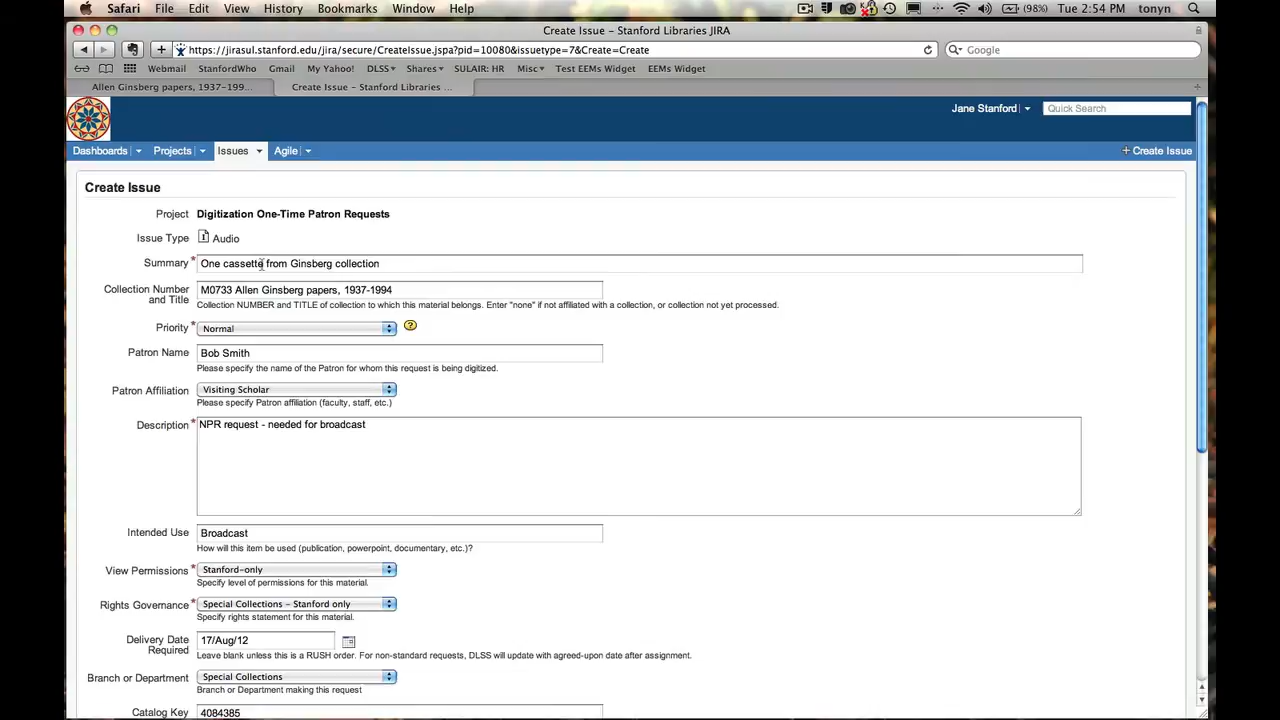 Safari File Edit View History Bookmarks Window Help (98%) Tue 2:54 PM tonyn
Create Issue – Stanford Libraries JIRA
https://jirasul.stanford.edu/jira/secure/CreateIssue.jspa?pid=10080&issuetype=7&Create=Create Google
Webmail StanfordWho Gmail My Yahoo! DLSS Shares SULAIR: HR Misc Test EEMs Widget EEMs Widget
Allen Ginsberg papers, 1937-199... Create Issue – Stanford Libraries ...
Jane Stanford Quick Search
Dashboards Projects Issues Agile + Create Issue
Create Issue
Project Digitization One-Time Patron Requests
Issue Type Audio
Summary * One cassette from Ginsberg collection
Collection Number and Title M0733 Allen Ginsberg papers, 1937-1994
Collection NUMBER and TITLE of collection to which this material belongs. Enter "none" if not affiliated with a collection, or collection not yet processed.
Priority * Normal ?
Patron Name Bob Smith
Please specify the name of the Patron for whom this request is being digitized.
Patron Affiliation Visiting Scholar
Please specify Patron affiliation (faculty, staff, etc.)
Description * NPR request - needed for broadcast
Intended Use Broadcast
How will this item be used (publication, powerpoint, documentary, etc.)?
View Permissions * Stanford-only
Specify level of permissions for this material.
Rights Governance * Special Collections – Stanford only
Specify rights statement for this material.
Delivery Date Required 17/Aug/12
Leave blank unless this is a RUSH order. For non-standard requests, DLSS will update with agreed-upon date after assignment.
Branch or Department Special Collections
Branch or Department making this request
Catalog Key 4084385